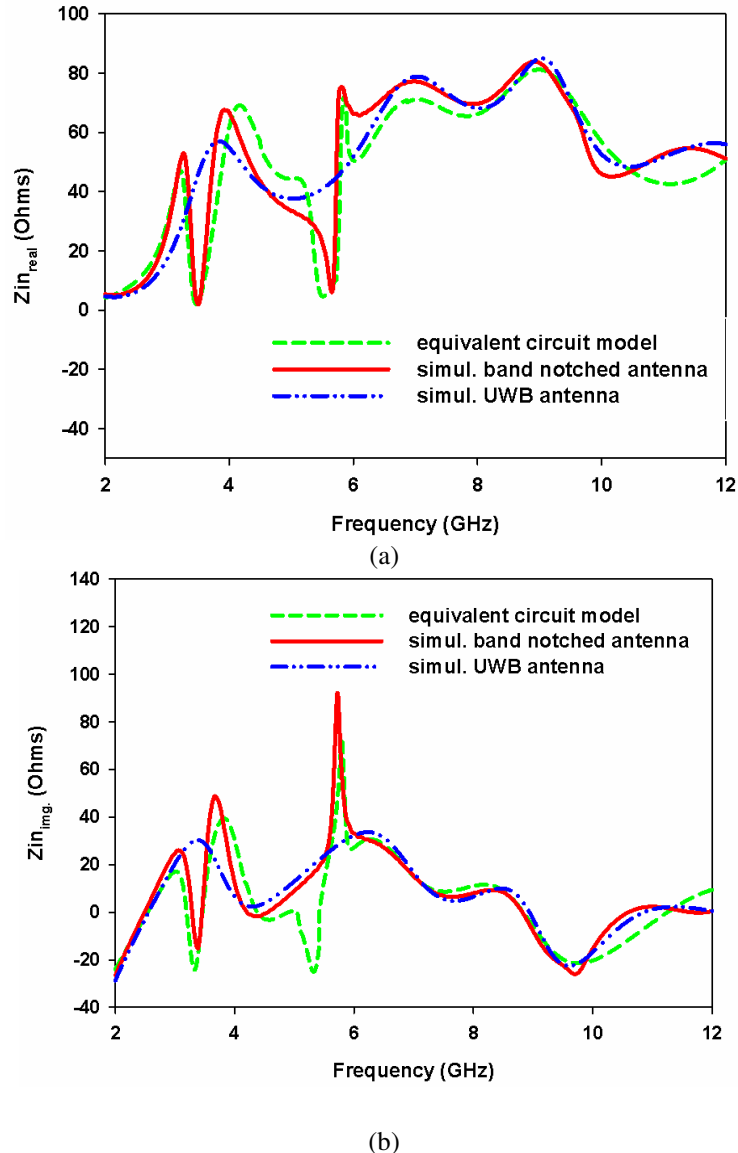 100
80
60
40
20
0
-20
-40
Zin_real (Ohms)
equivalent circuit model
simul. band notched antenna
simul. UWB antenna
2 4 6 8 10 12
Frequency (GHz)
(a)
140
120
100
80
60
40
20
0
-20
-40
Zin_img. (Ohms)
equivalent circuit model
simul. band notched antenna
simul. UWB antenna
2 4 6 8 10 12
Frequency (GHz)
(b)